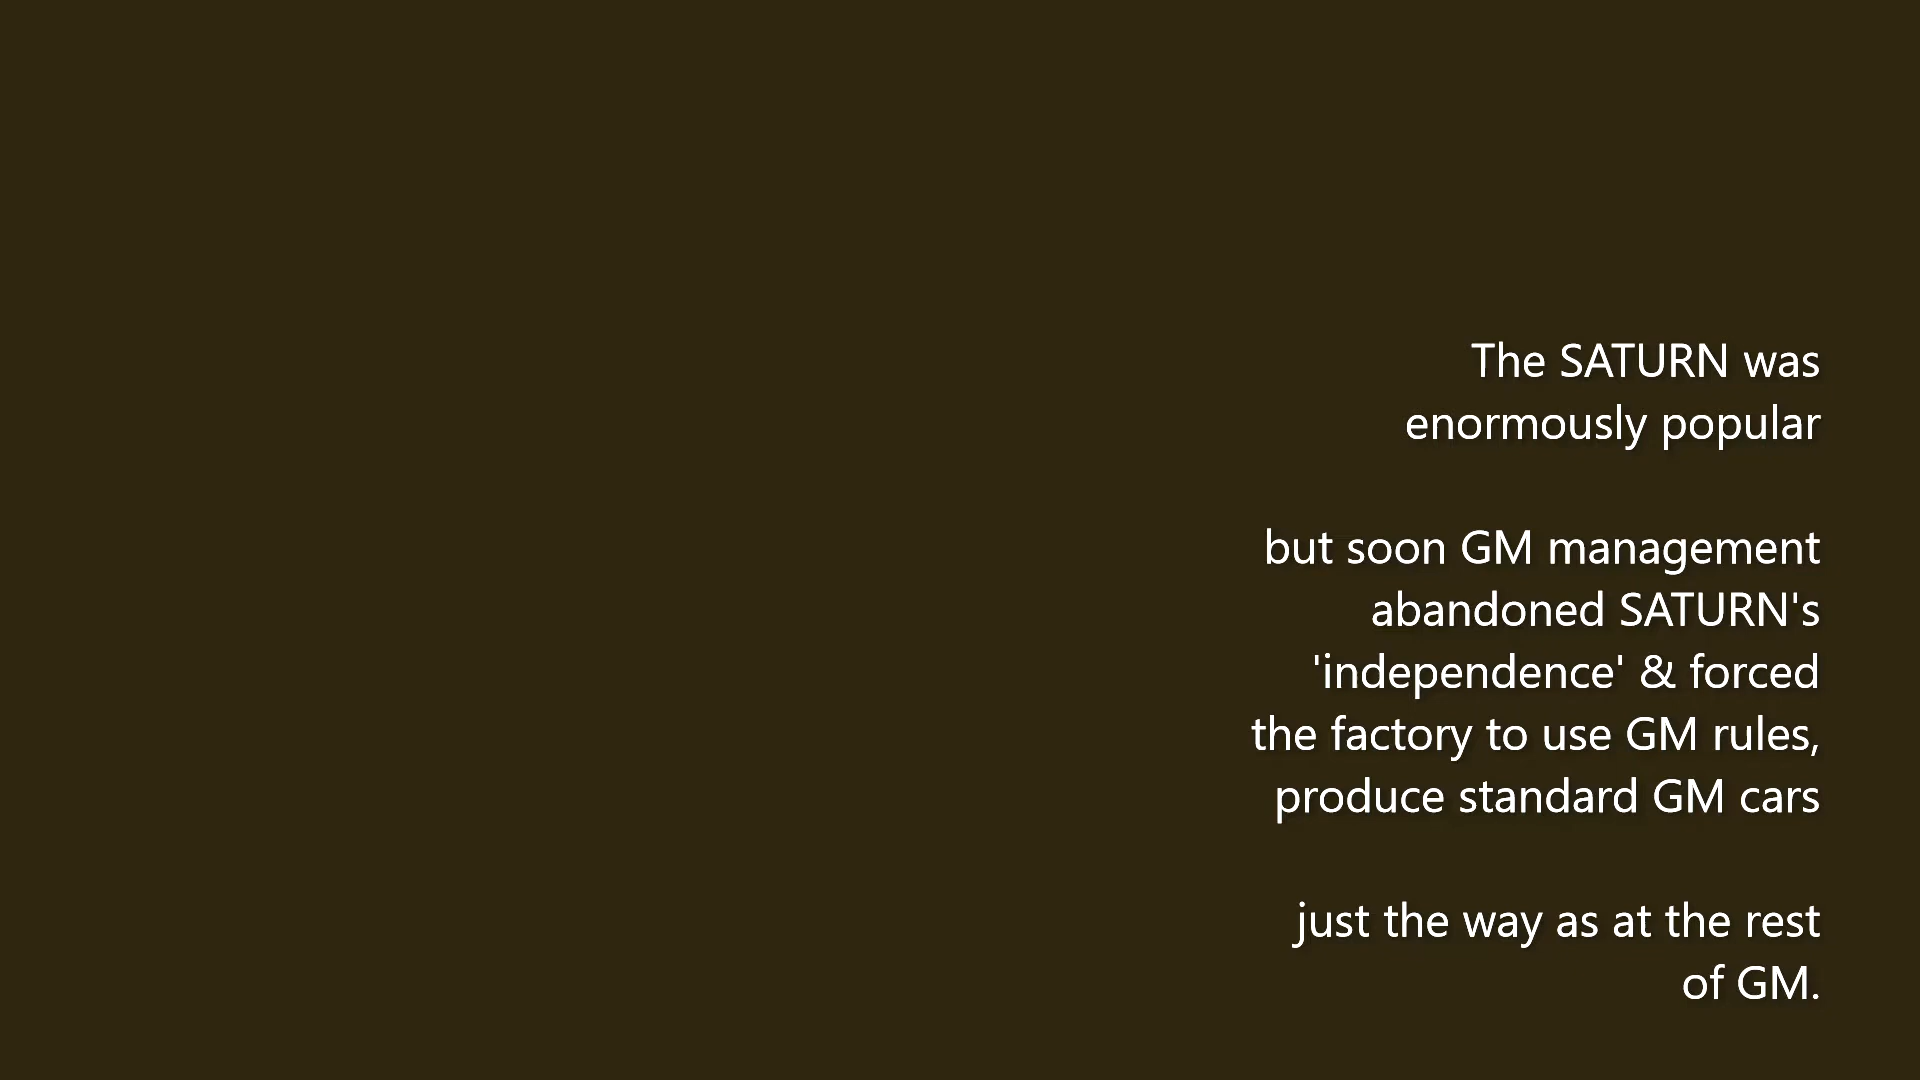 The SATURN was
enormously popular
but soon GM management
abandoned SATURN's
'independence' & forced
the factory to use GM rules,
produce standard GM cars
just the way as at the rest
of GM.